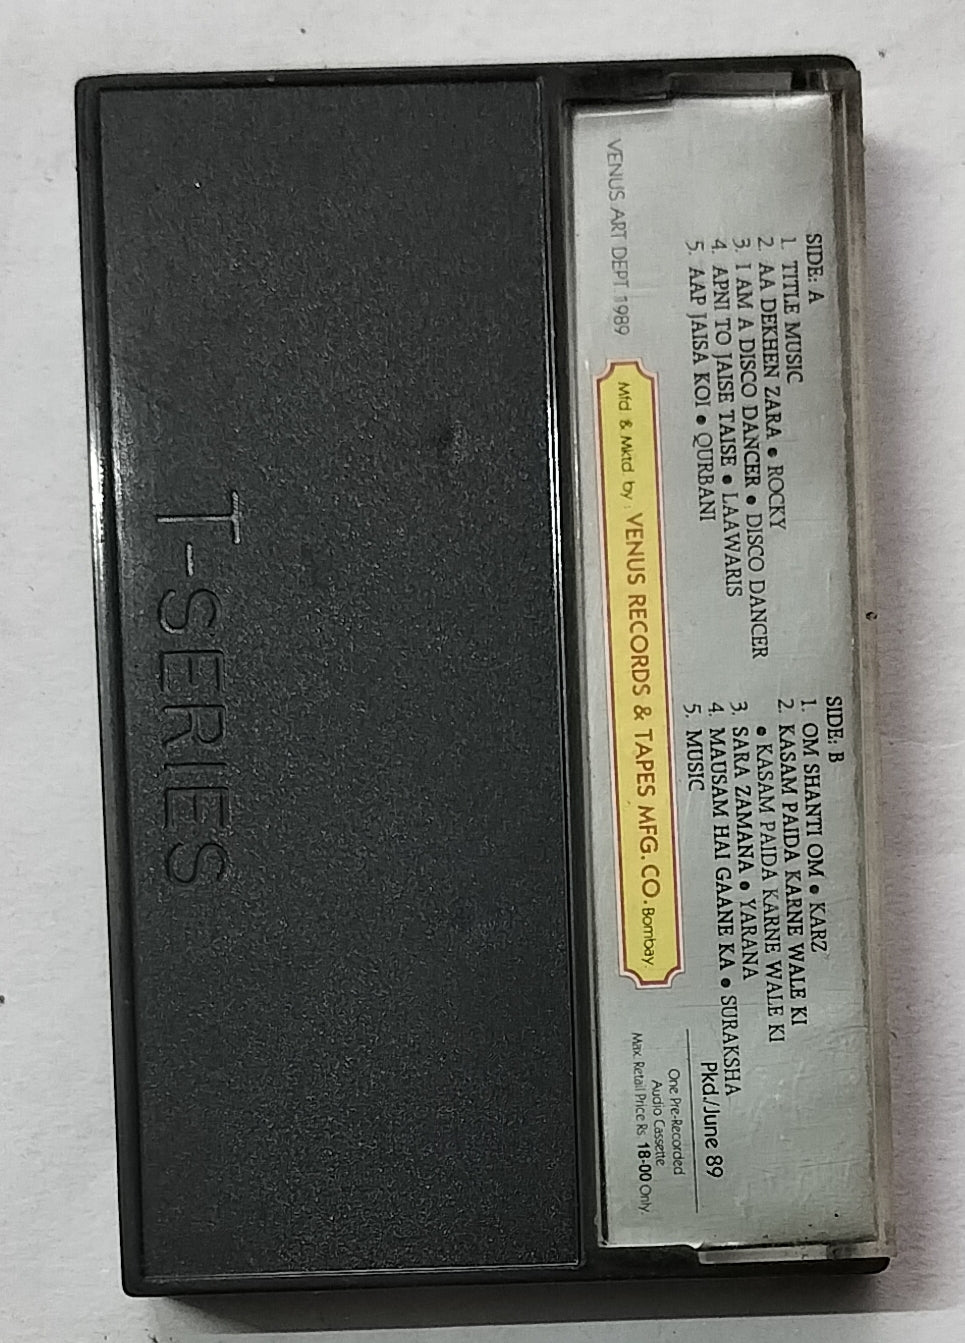 SIDE: A
1. TITLE MUSIC
2. AA DEKHEN ZARA • ROCKY
3. I AM A DISCO DANCER • DISCO DANCER
4. APNI TO JAISE TAISE • LAAWARIS
5. AAP JAISA KOI • QURBANI
SIDE: B
1. OM SHANTI OM • KARZ
2. KASAM PAIDA KARNE WALE KI
• KASAM PAIDA KARNE WALE KI
3. SARA ZAMANA • YARANA
4. MAUSAM HAI GAANE KA • SURAKSHA
5. MUSIC
Pkd./June 89
One Pre-Recorded
Audio Cassette
Max. Retail Price Rs. 18-00 Only.
VENUS ART DEPT 1989
Mfd. & Mktd. by : VENUS RECORDS & TAPES MFG. CO. Bombay.
T-SERIES